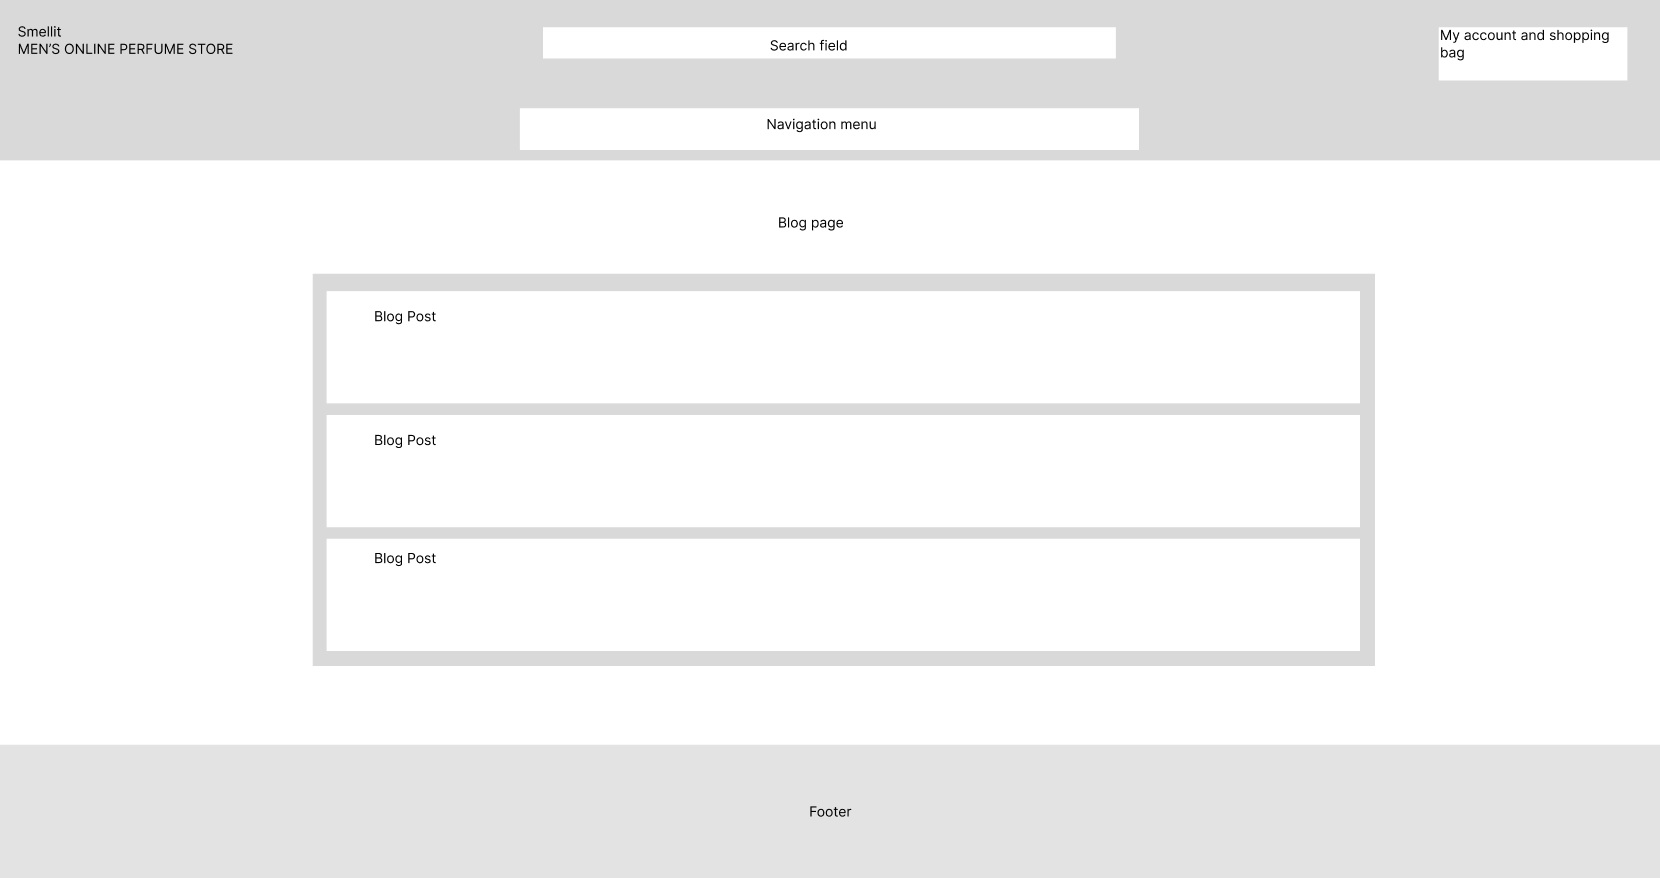 Smellit
MEN’S ONLINE PERFUME STORE
Search field
My account and shopping
bag
Navigation menu
Blog page
Blog Post
Blog Post
Blog Post
Footer